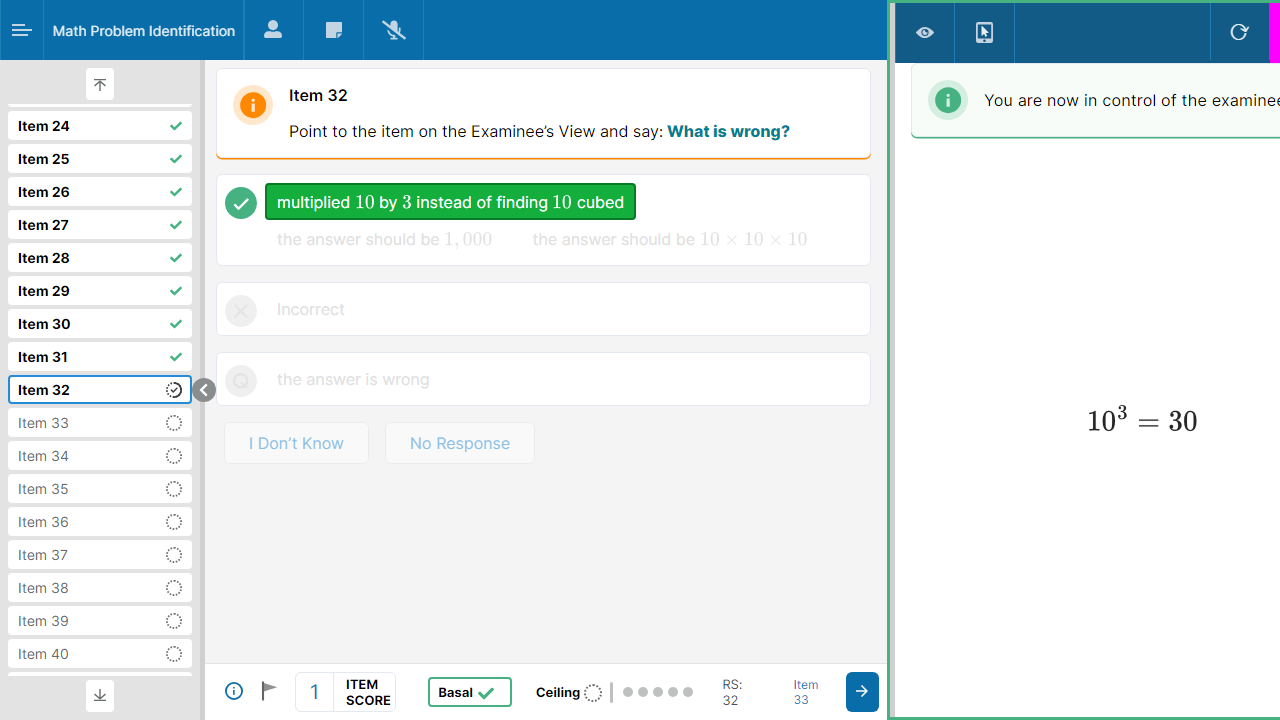 Math Problem Identification
Item 24
Item 25
Item 26
Item 27
Item 28
Item 29
Item 30
Item 31
Item 32
Item 33
Item 34
Item 35
Item 36
Item 37
Item 38
Item 39
Item 40
Item 32
Point to the item on the Examinee’s View and say: What is wrong?
multiplied 10 by 3 instead of finding 10 cubed
the answer should be 1,000 the answer should be 10 × 10 × 10
Incorrect
Q the answer is wrong
I Don’t Know No Response
1 ITEM SCORE Basal Ceiling RS: 32 Item 33
You are now in control of the examinee
10³ = 30